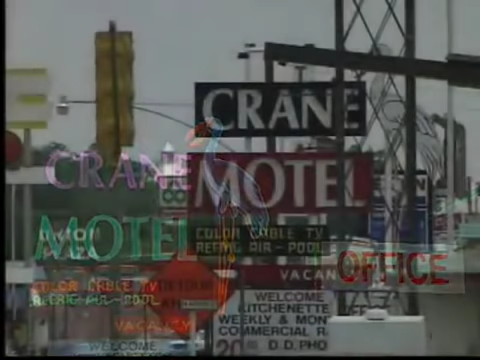 CRANE
MOTEL
COLOR CABLE TV
REFRIG AIR-POOL
VACAN
OFFICE
WELCOME
KITCHENETTE
WEEKLY & MON
COMMERCIAL R
20 D.D. PHO
CRANE
MOTEL
COLOR CABLE TV
REFRIG AIR-POOL
VACANCY
WELCOME